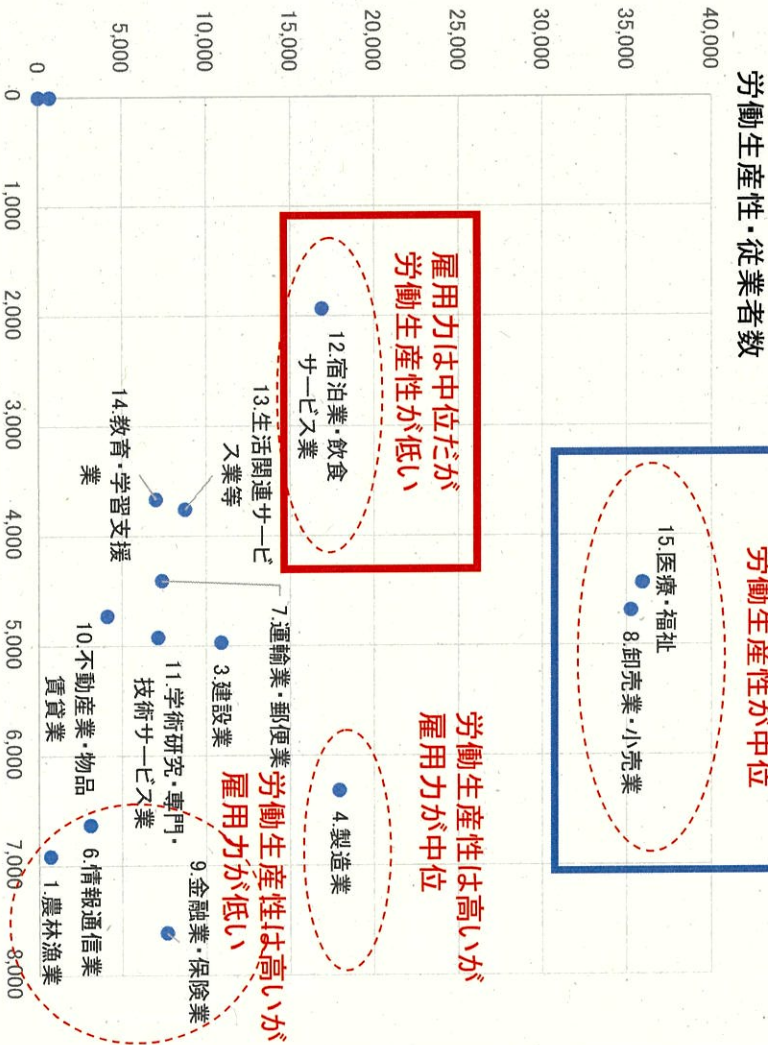 労働生産性・従業者数
労働生産性が中位
40,000
35,000
30,000
25,000
20,000
15,000
10,000
5,000
0
15.医療・福祉
8.卸売業・小売業
雇用力は中位だが
労働生産性が低い
12.宿泊業・飲食
サービス業
労働生産性は高いが
雇用力が中位
4.製造業
13.生活関連サービ
ス業等
14.教育・学習支援
業
7.運輸業・郵便業
3.建設業
11.学術研究・専門・
技術サービス業
10.不動産業・物品
賃貸業
労働生産性は高いが
雇用力が低い
9.金融業・保険業
6.情報通信業
1.農林漁業
0
1,000
2,000
3,000
4,000
5,000
6,000
7,000
8,000